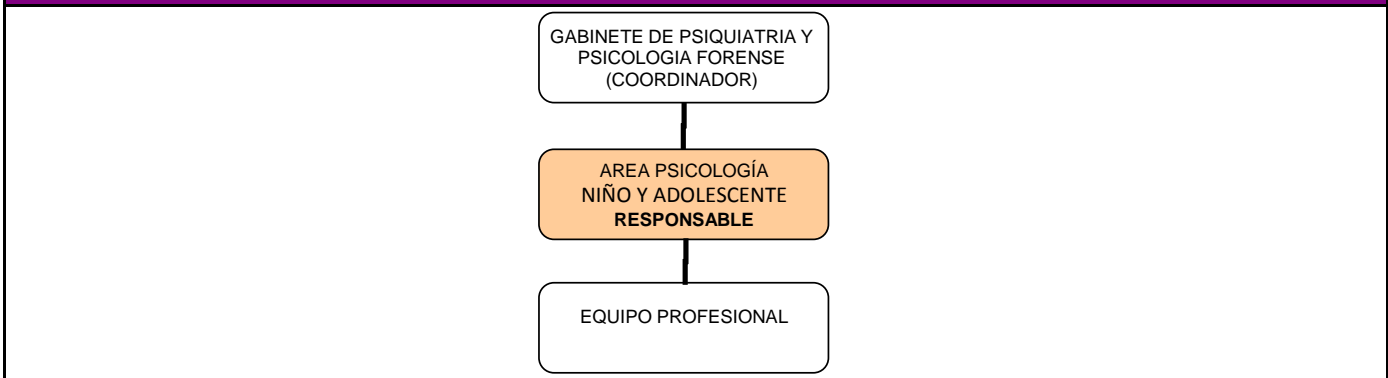 GABINETE DE PSIQUIATRIA Y
PSICOLOGIA FORENSE
(COORDINADOR)
AREA PSICOLOGÍA
NIÑO Y ADOLESCENTE
RESPONSABLE
EQUIPO PROFESIONAL